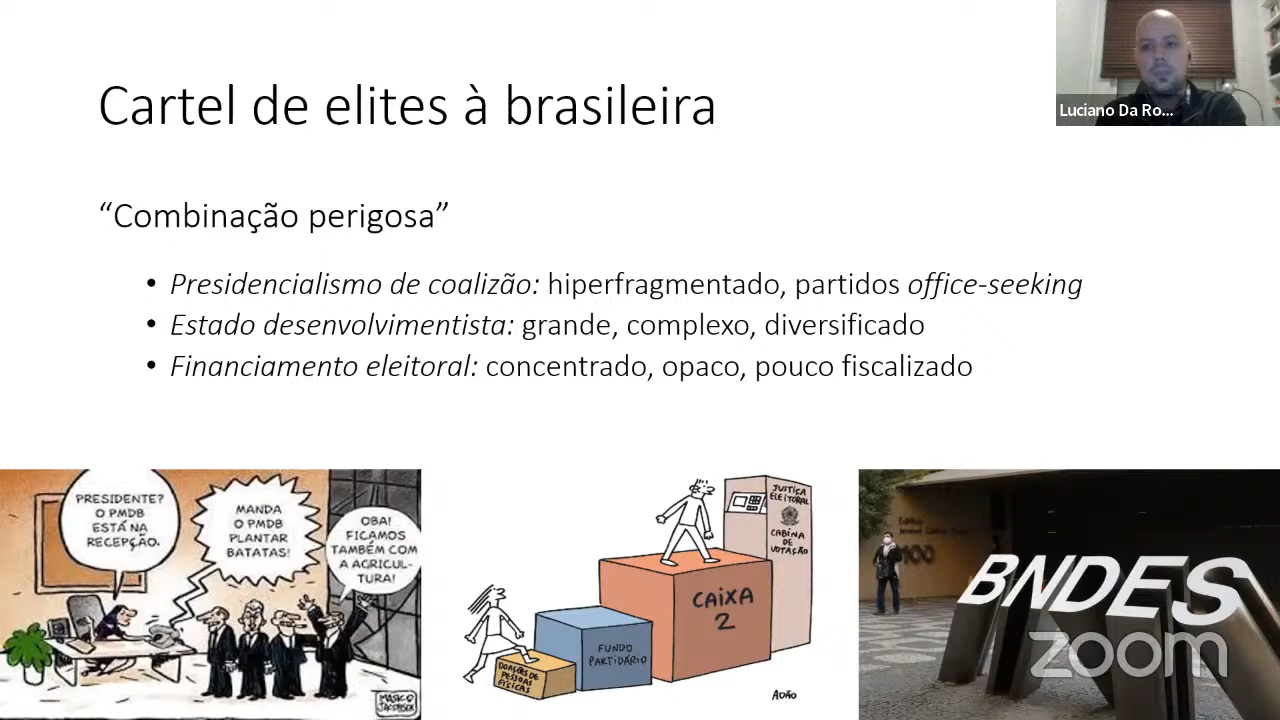 Cartel de elites à brasileira
Luciano Da Ro...
“Combinação perigosa”
• Presidencialismo de coalizão: hiperfragmentado, partidos office-seeking
• Estado desenvolvimentista: grande, complexo, diversificado
• Financiamento eleitoral: concentrado, opaco, pouco fiscalizado
PRESIDENTE?
O PMDB
ESTÁ NA
RECEPÇÃO.
MANDA
O PMDB
PLANTAR
BATATAS!
OBA!
FICAMOS
TAMBÉM COM
A AGRICUL-
TURA!
DOAÇÕES DE
PESSOAS
FÍSICAS
FUNDO
PARTIDÁRIO
CAIXA
2
JUSTIÇA
ELEITORAL
CABINA
DE
VOTAÇÃO
ADÃO
100
BNDES
zoom